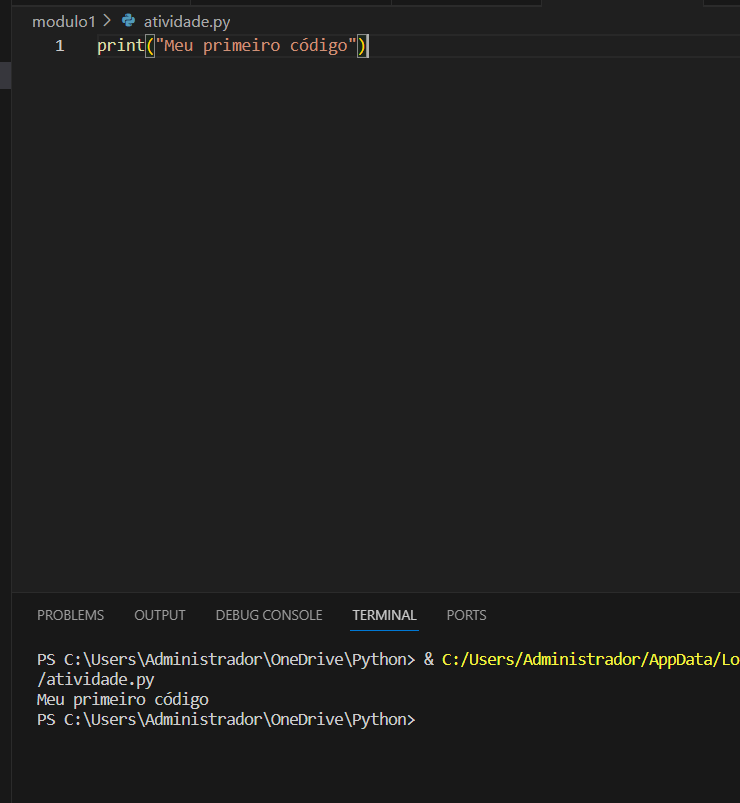 modulo1 > atividade.py
1 print("Meu primeiro código")
PROBLEMS OUTPUT DEBUG CONSOLE TERMINAL PORTS
PS C:\Users\Administrador\OneDrive\Python> & C:/Users/Administrador/AppData/Lo
/atividade.py
Meu primeiro código
PS C:\Users\Administrador\OneDrive\Python>